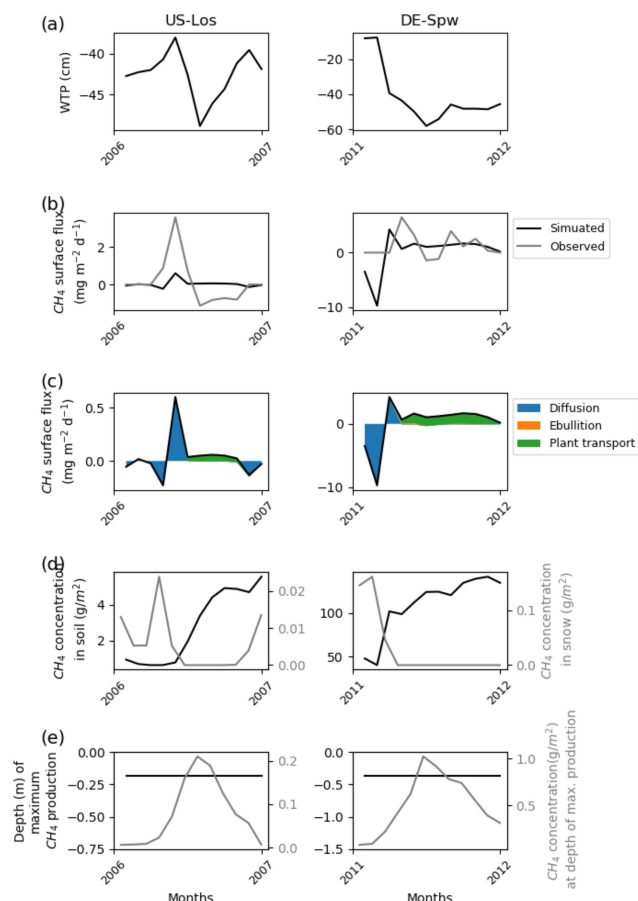 (a)
US-Los
DE-Spw
WTP (cm)
−40
−45
2006
2007
−20
−40
−60
2011
2012
(b)
CH4 surface flux
(mg m−2 d−1)
2
0
2006
2007
0
−10
2011
2012
Simuated
Observed
(c)
CH4 surface flux
(mg m−2 d−1)
0.5
0.0
2006
2007
0
−10
2011
2012
Diffusion
Ebullition
Plant transport
(d)
CH4 concentration
in soil (g/m2)
4
2
0.02
0.01
0.00
2006
2007
100
50
0.1
0.0
2011
2012
CH4 concentration
in snow (g/m2)
(e)
Depth (m) of
maximum
CH4 production
0.00
−0.25
−0.50
−0.75
0.2
0.1
0.0
2006
2007
Months
0.0
−0.5
−1.0
−1.5
1.0
0.5
2011
2012
Months
CH4 concentration(g/m2)
at depth of max. production